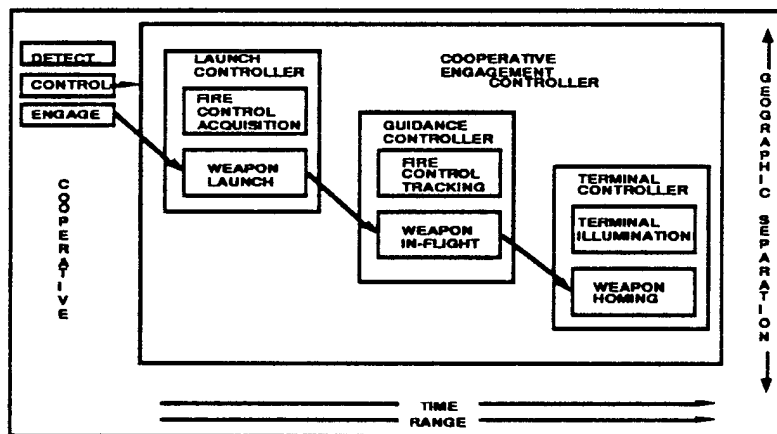 DETECT
CONTROL
ENGAGE
COOPERATIVE
LAUNCH
CONTROLLER
FIRE
CONTROL
ACQUISITION
WEAPON
LAUNCH
COOPERATIVE
ENGAGEMENT
CONTROLLER
GUIDANCE
CONTROLLER
FIRE
CONTROL
TRACKING
WEAPON
IN-FLIGHT
TERMINAL
CONTROLLER
TERMINAL
ILLUMINATION
WEAPON
HOMING
GEOGRAPHIC SEPARATION
TIME
RANGE